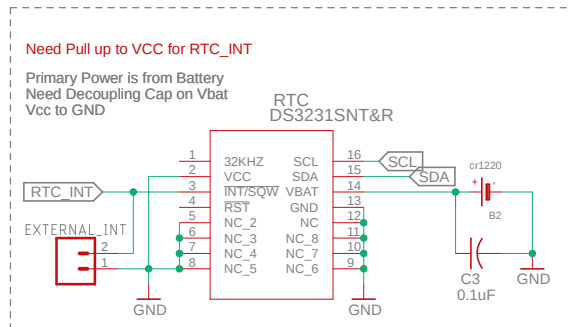 Need Pull up to VCC for RTC_INT
Primary Power is from Battery
Need Decoupling Cap on Vbat
Vcc to GND
RTC
DS3231SNT&R
1 32KHZ SCL 16 SCL
2 VCC SDA 15 SDA
RTC_INT 3 INT/SQW VBAT 14
4 RST GND 13
5 NC_2 NC 12
6 NC_3 NC_8 11
7 NC_4 NC_7 10
8 NC_5 NC_6 9
cr1220
+ -
B2
EXTERNAL_INT
2
1
C3
0.1uF
GND
GND
GND